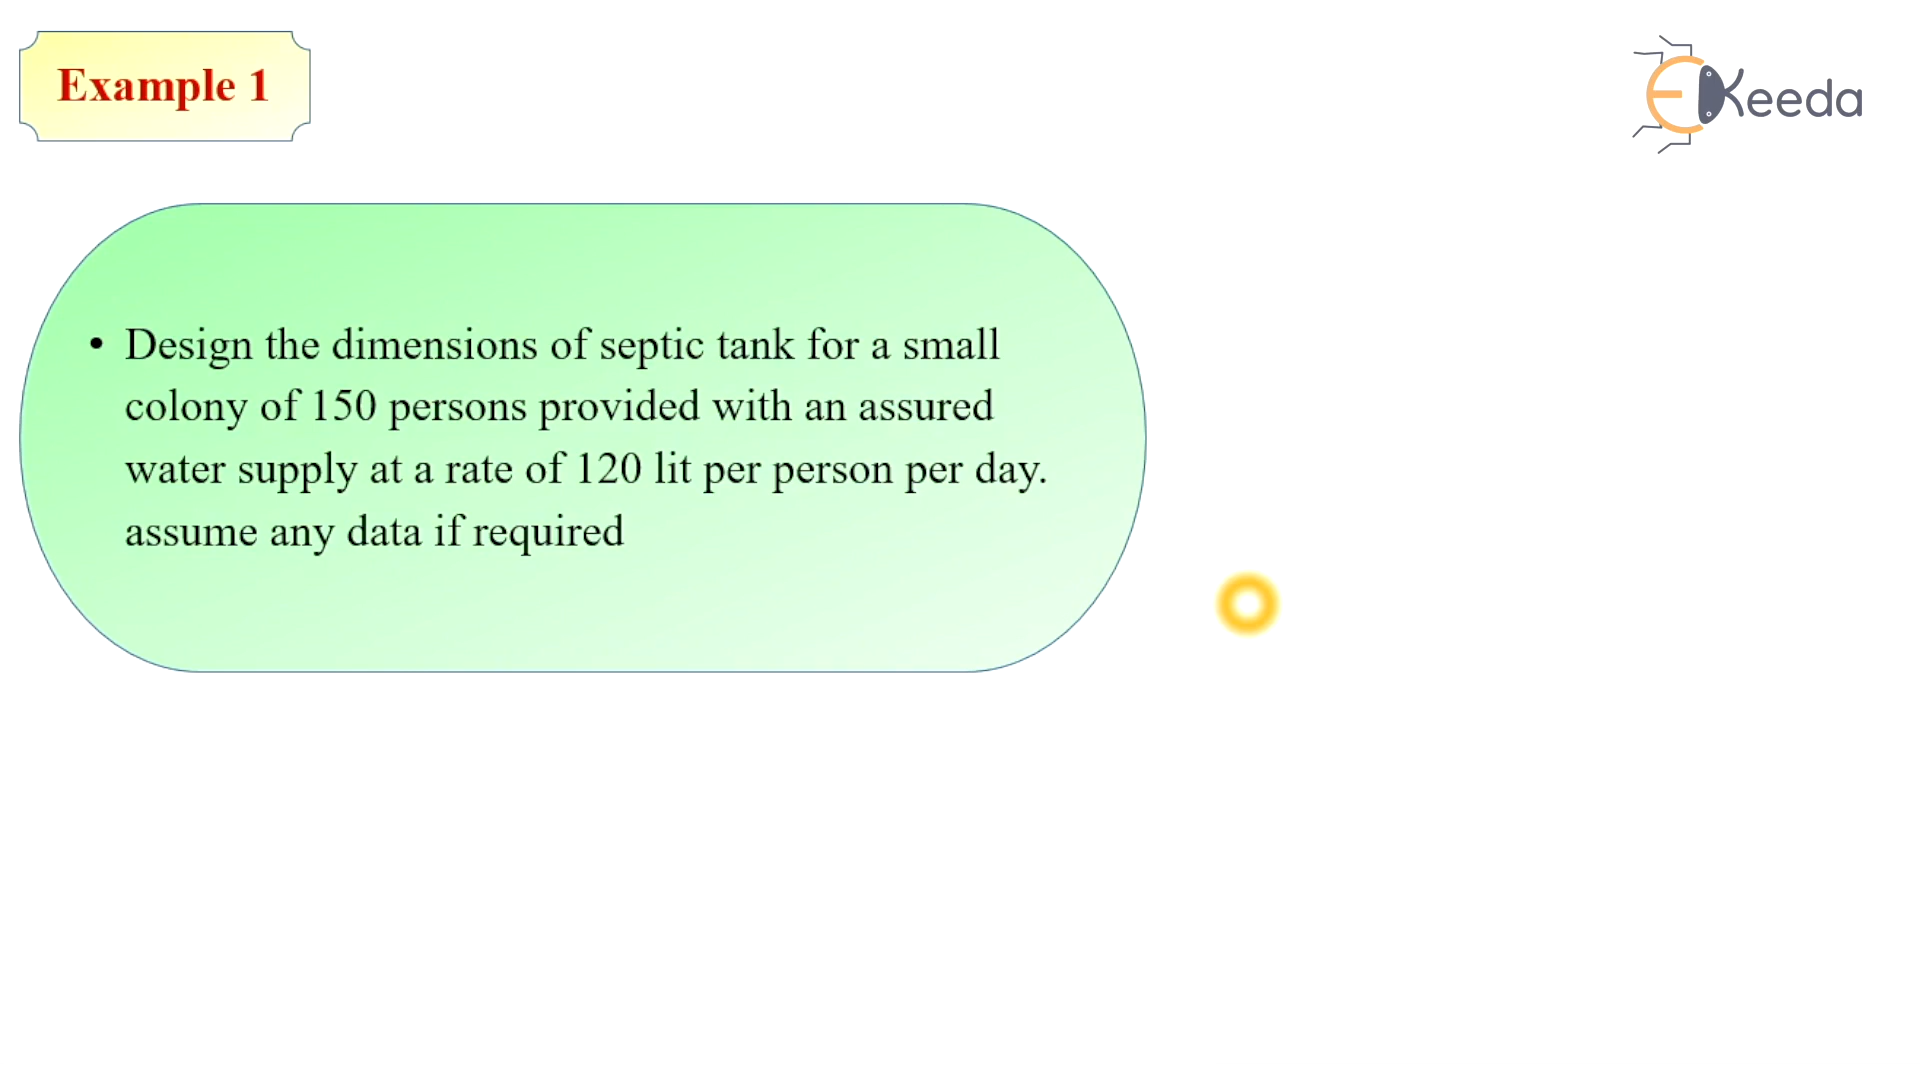 Example 1
EKeeda
• Design the dimensions of septic tank for a small
colony of 150 persons provided with an assured
water supply at a rate of 120 lit per person per day.
assume any data if required